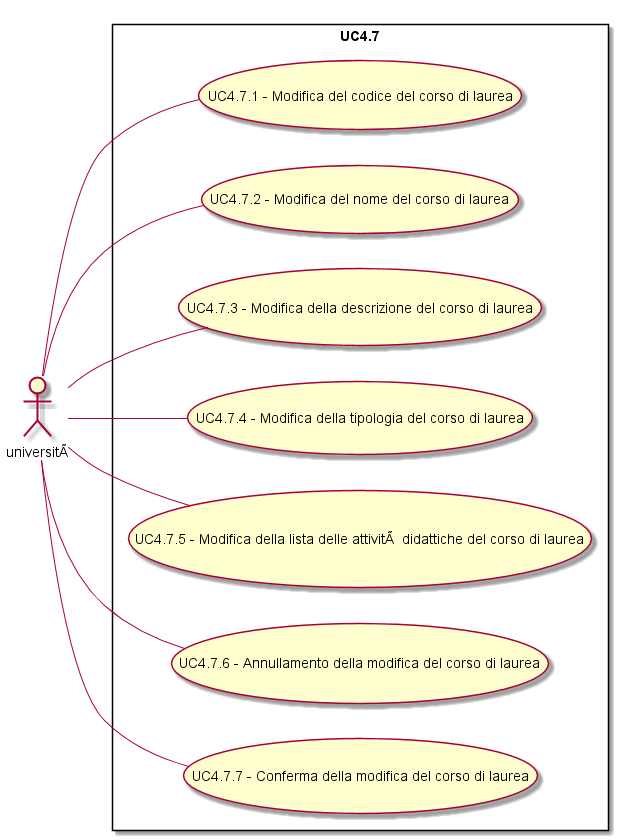 UC4.7
UC4.7.1 - Modifica del codice del corso di laurea
UC4.7.2 - Modifica del nome del corso di laurea
UC4.7.3 - Modifica della descrizione del corso di laurea
UC4.7.4 - Modifica della tipologia del corso di laurea
universitÃ
UC4.7.5 - Modifica della lista delle attivitÃ  didattiche del corso di laurea
UC4.7.6 - Annullamento della modifica del corso di laurea
UC4.7.7 - Conferma della modifica del corso di laurea